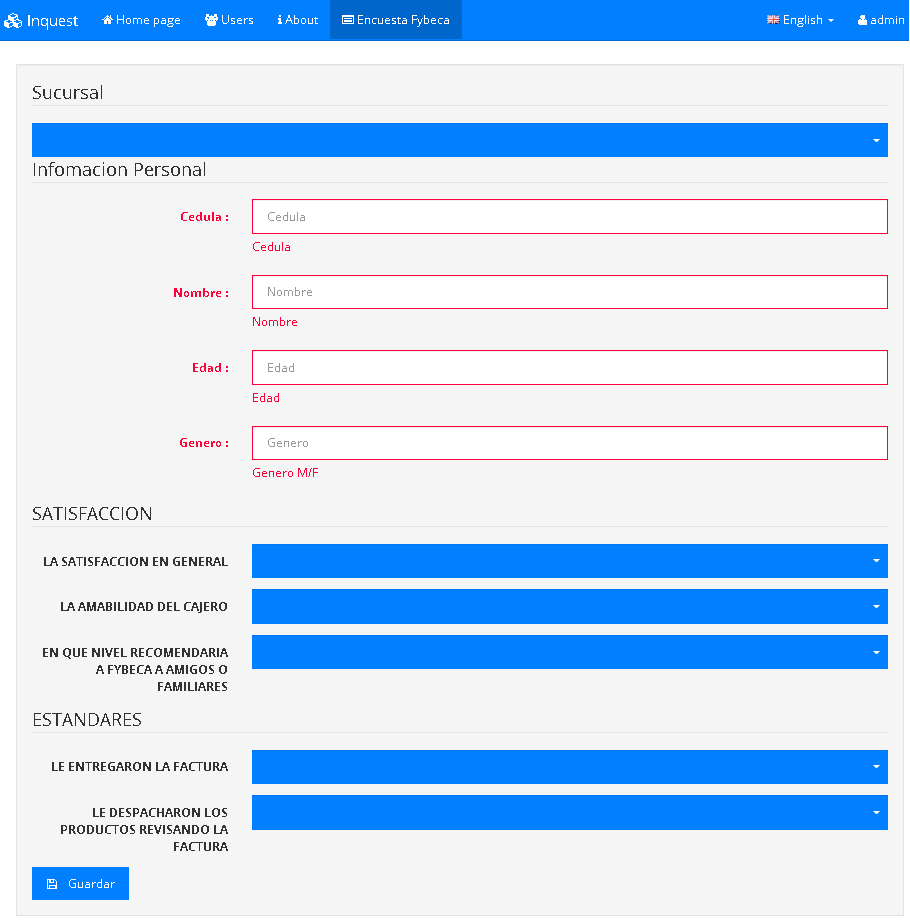 Inquest Home page Users About Encuesta Fybeca English admin
Sucursal
Infomacion Personal
Cedula : Cedula
Cedula
Nombre : Nombre
Nombre
Edad : Edad
Edad
Genero : Genero
Genero M/F
SATISFACCION
LA SATISFACCION EN GENERAL
LA AMABILIDAD DEL CAJERO
EN QUE NIVEL RECOMENDARIA
A FYBECA A AMIGOS O
FAMILIARES
ESTANDARES
LE ENTREGARON LA FACTURA
LE DESPACHARON LOS
PRODUCTOS REVISANDO LA
FACTURA
Guardar